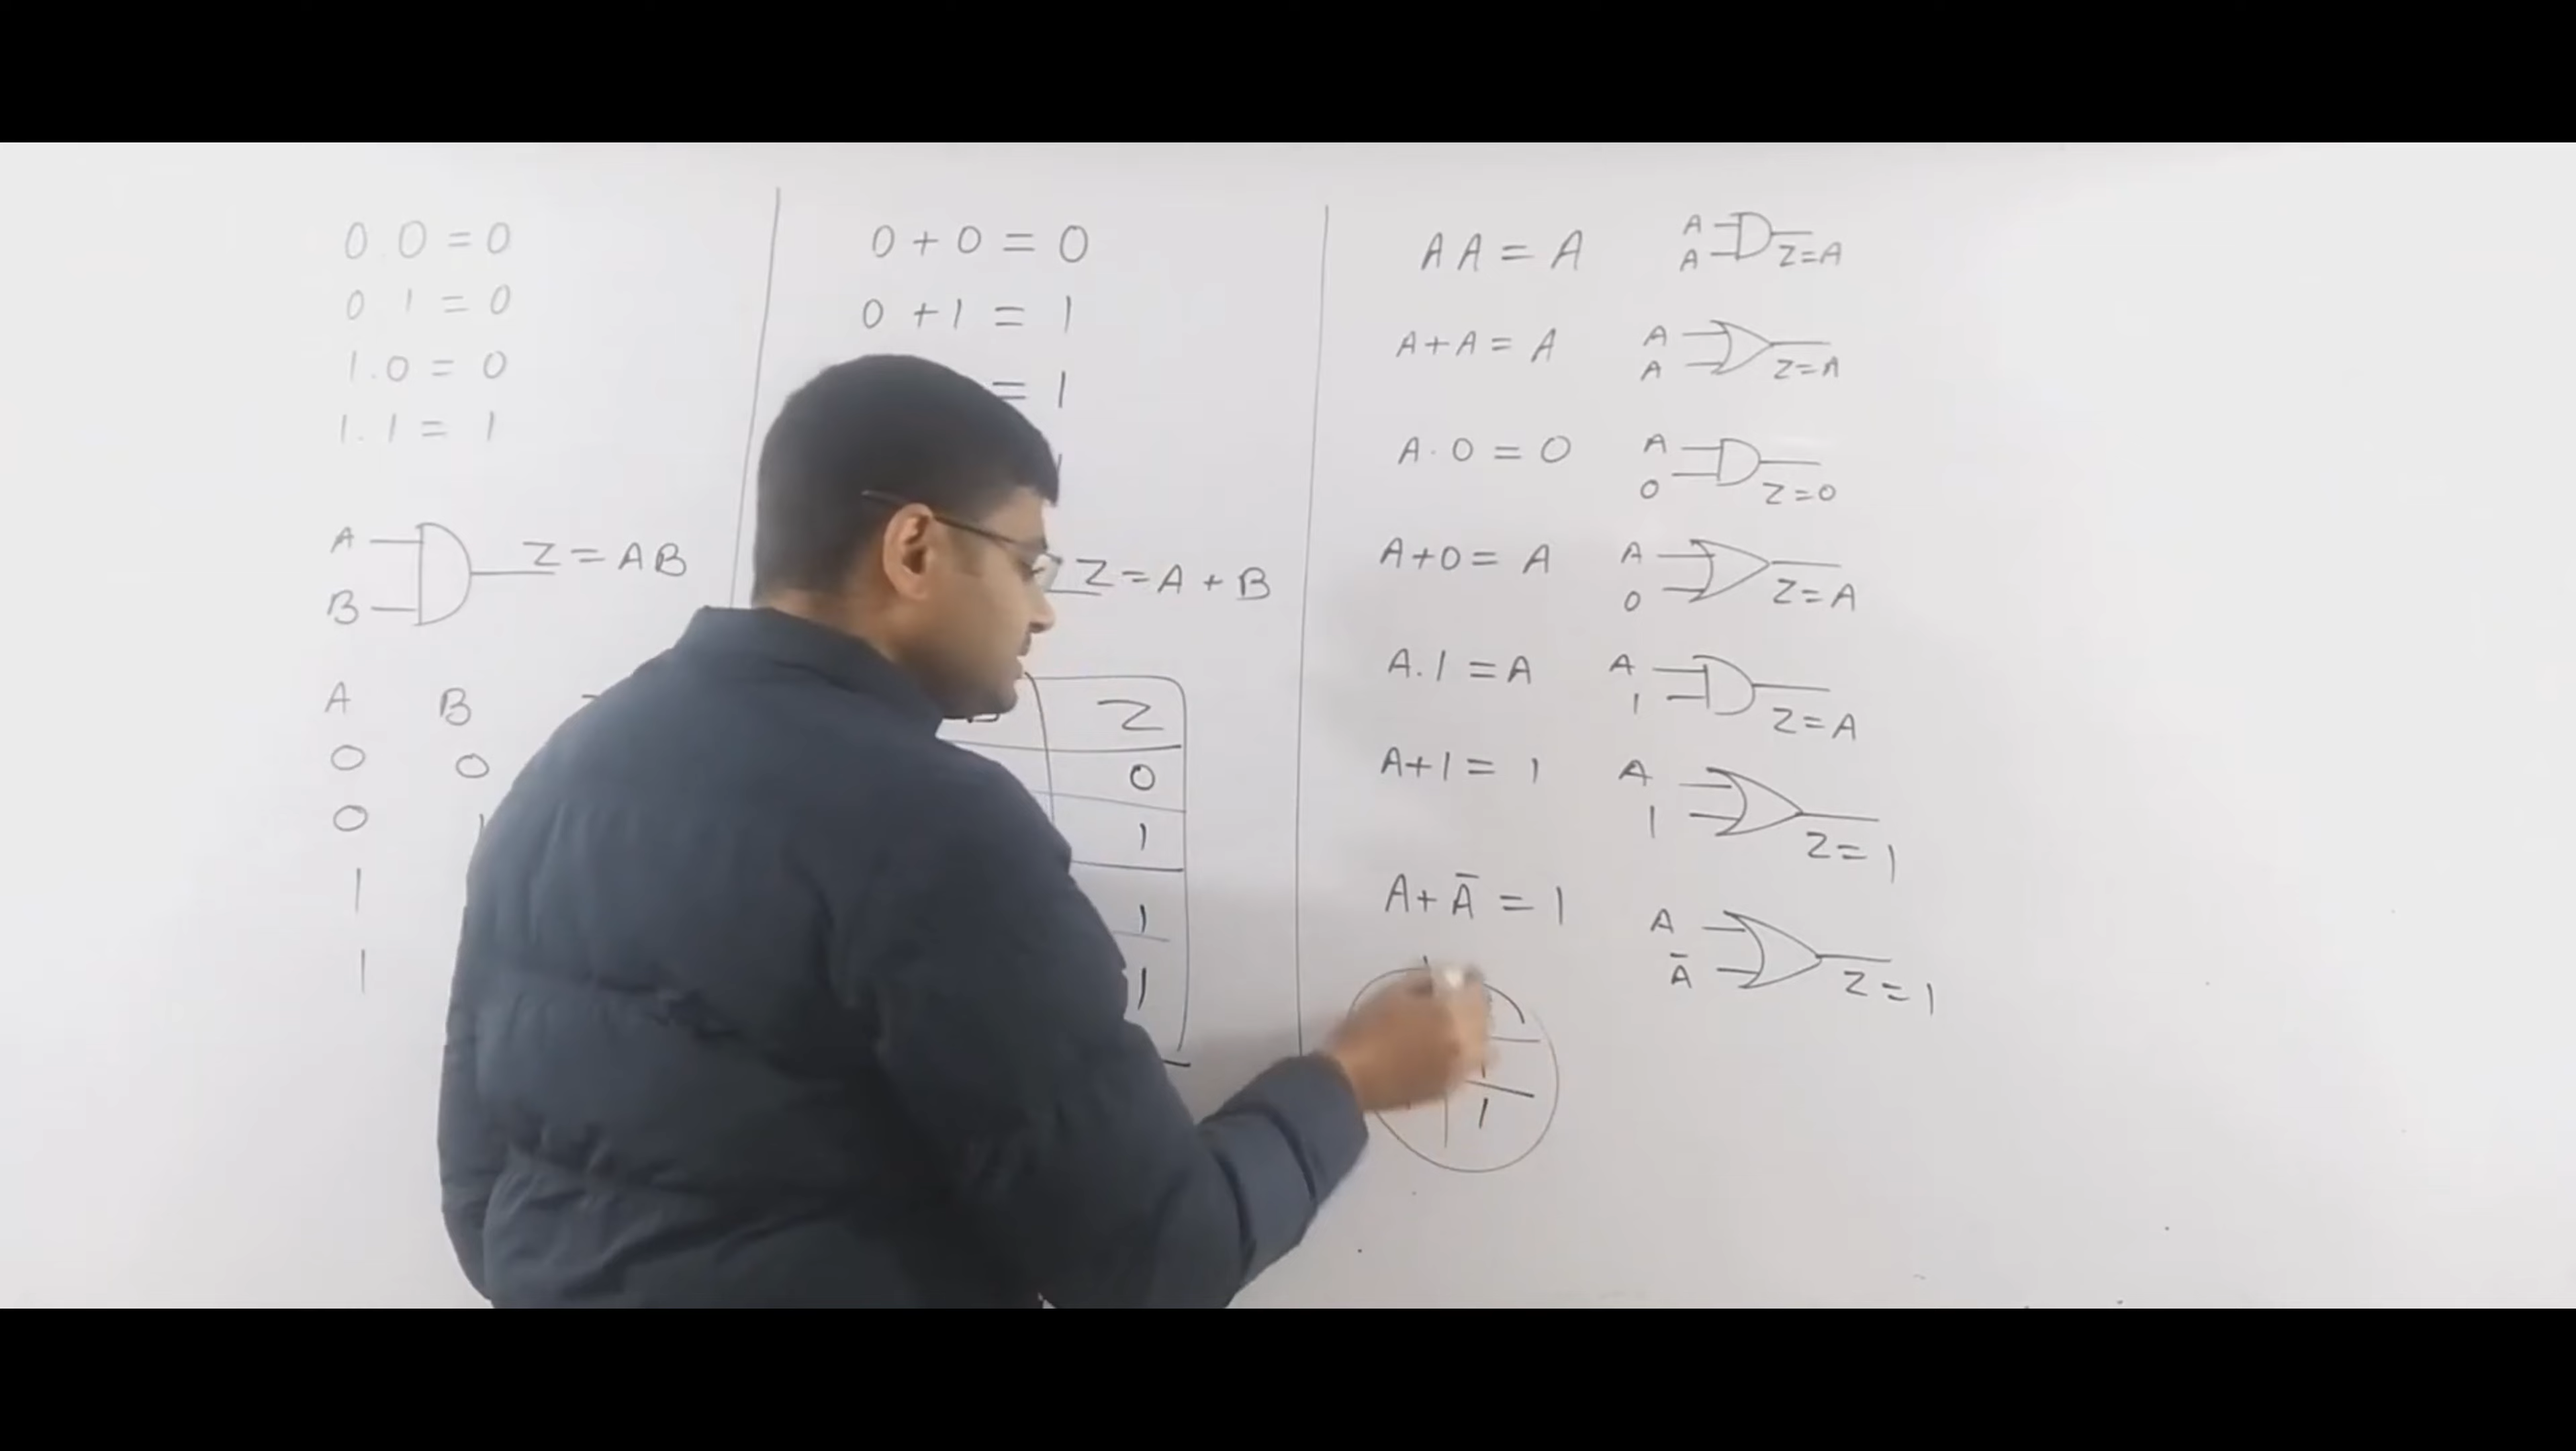 0.0 = 0
0 1 = 0
1.0 = 0
1.1 = 1
A
B
Z = AB
A B
0 0
0 1
1
1
0 + 0 = 0
0 + 1 = 1
= 1
1
Z = A + B
B Z
0
1
1
1
AA = A
A
A
Z = A
A + A = A
A
A
Z = A
A . 0 = 0
A
0
Z = 0
A + 0 = A
A
0
Z = A
A . 1 = A
A
1
Z = A
A + 1 = 1
A
1
Z = 1
A + Ā = 1
A
Ā
Z = 1
1